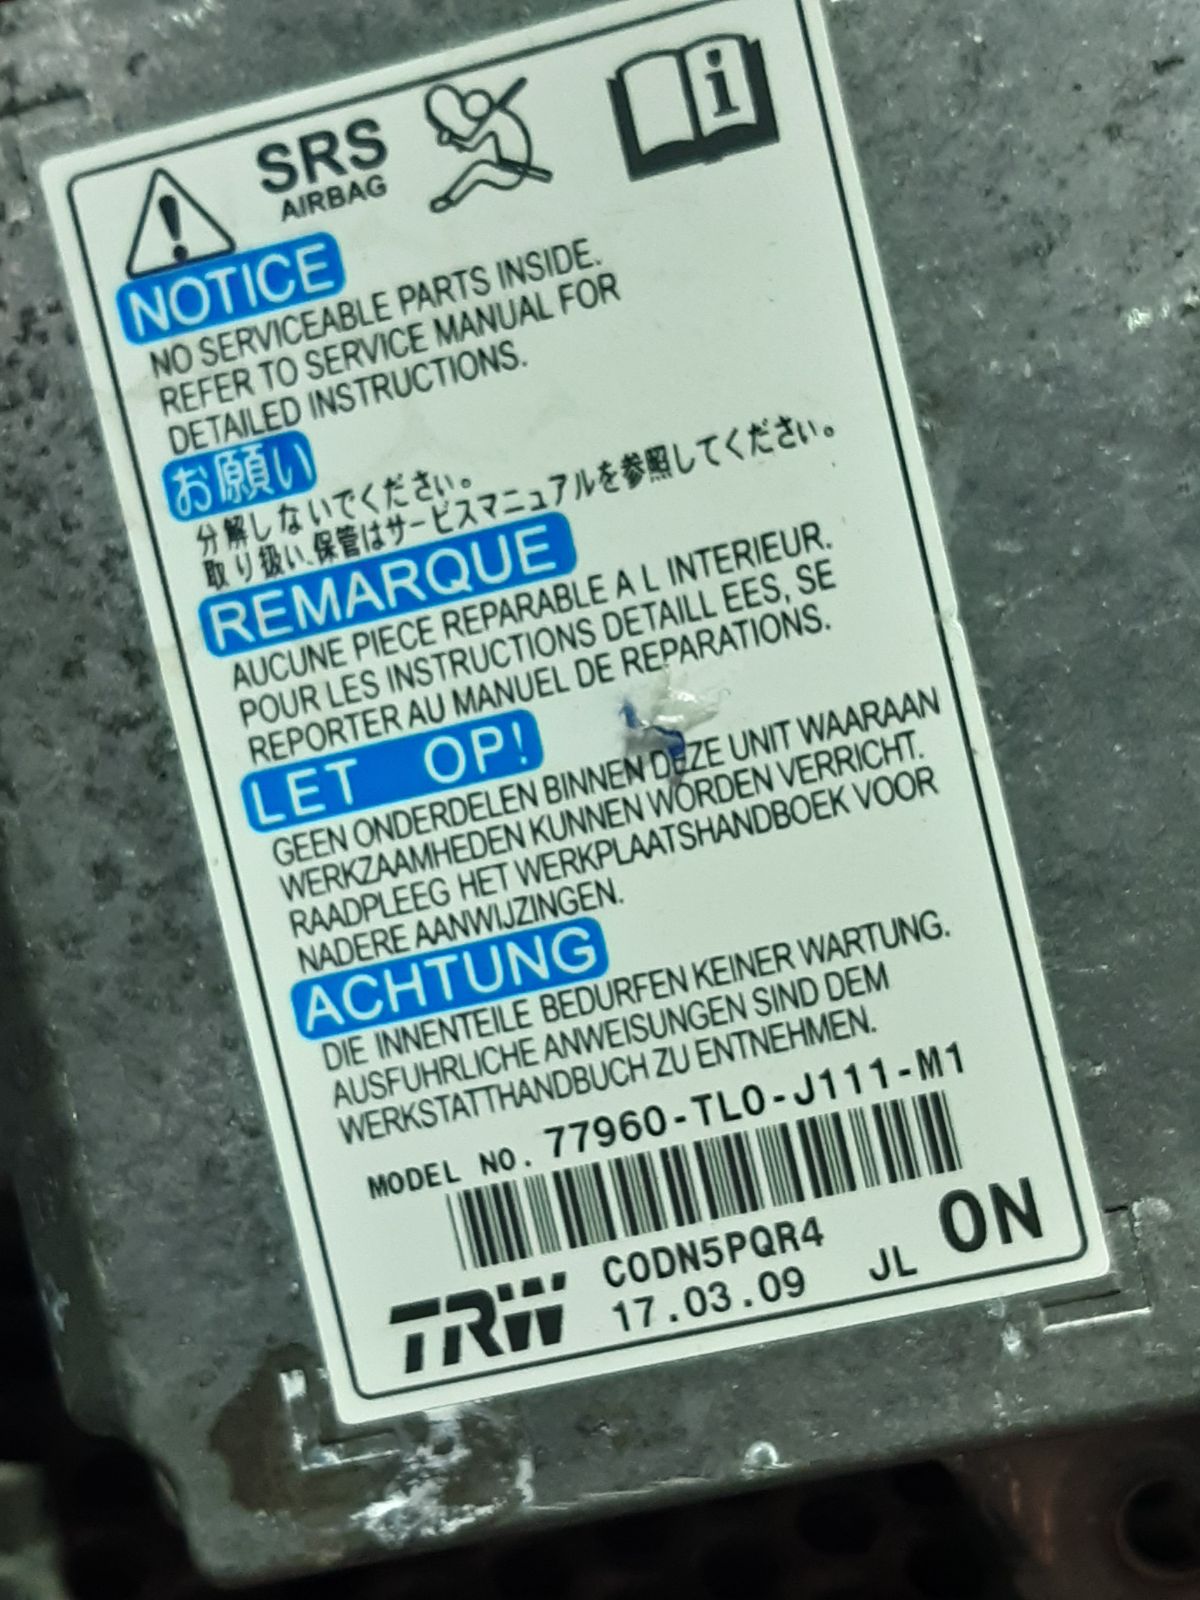 SRS
AIRBAG
NOTICE
NO SERVICEABLE PARTS INSIDE.
REFER TO SERVICE MANUAL FOR
DETAILED INSTRUCTIONS.
お願い
分解しないでください。
取り扱い、保管はサービスマニュアルを参照してください。
REMARQUE
AUCUNE PIECE REPARABLE A L INTERIEUR.
POUR LES INSTRUCTIONS DETAILL EES, SE
REPORTER AU MANUEL DE REPARATIONS.
LET OP!
GEEN ONDERDELEN BINNEN DEZE UNIT WAARAAN
WERKZAAMHEDEN KUNNEN WORDEN VERRICHT.
RAADPLEEG HET WERKPLAATSHANDBOEK VOOR
NADERE AANWIJZINGEN.
ACHTUNG
DIE INNENTEILE BEDURFEN KEINER WARTUNG.
AUSFUHRLICHE ANWEISUNGEN SIND DEM
WERKSTATTHANDBUCH ZU ENTNEHMEN.
MODEL NO. 77960-TL0-J111-M1
TRW C0DN5PQR4 0N
17.03.09 JL